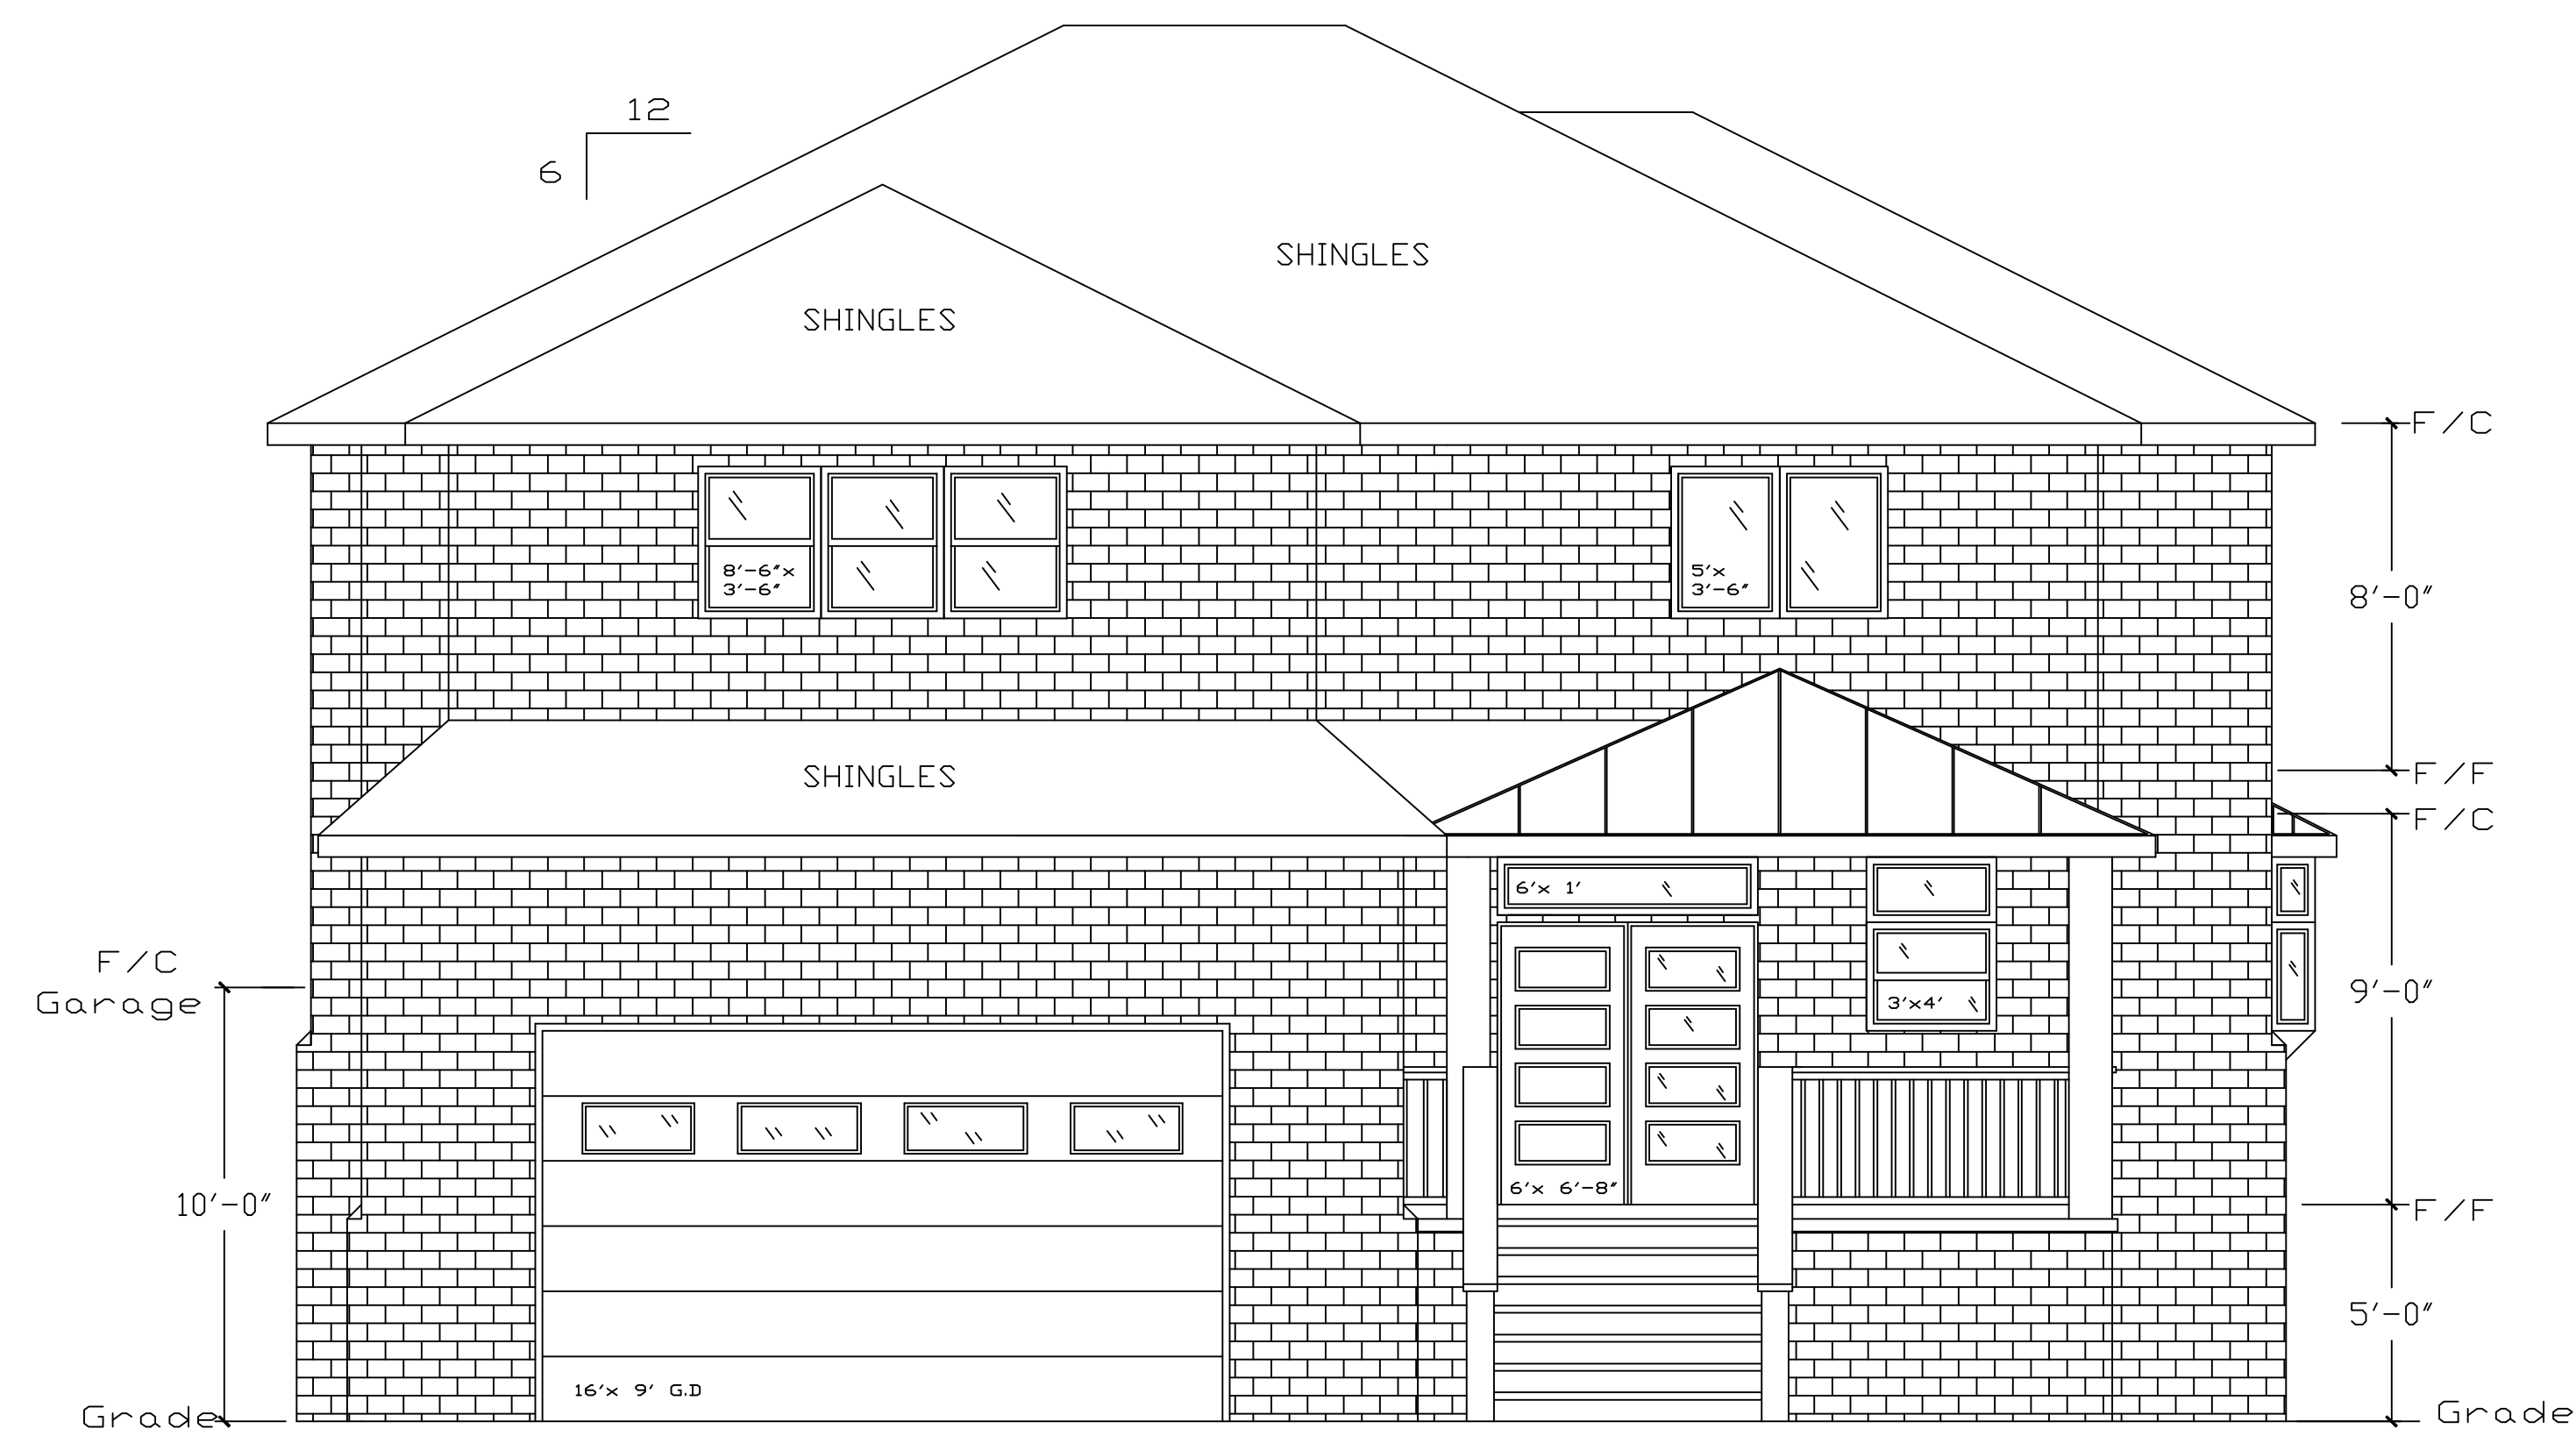 12
6
SHINGLES
SHINGLES
F/C
8'-6"x
3'-6"
5'x
3'-6"
8'-0"
SHINGLES
F/F
F/C
6'x 1'
F/C
Garage
3'x4'
9'-0"
6'x 6'-8"
10'-0"
F/F
5'-0"
16'x 9' G.D
Grade
Grade